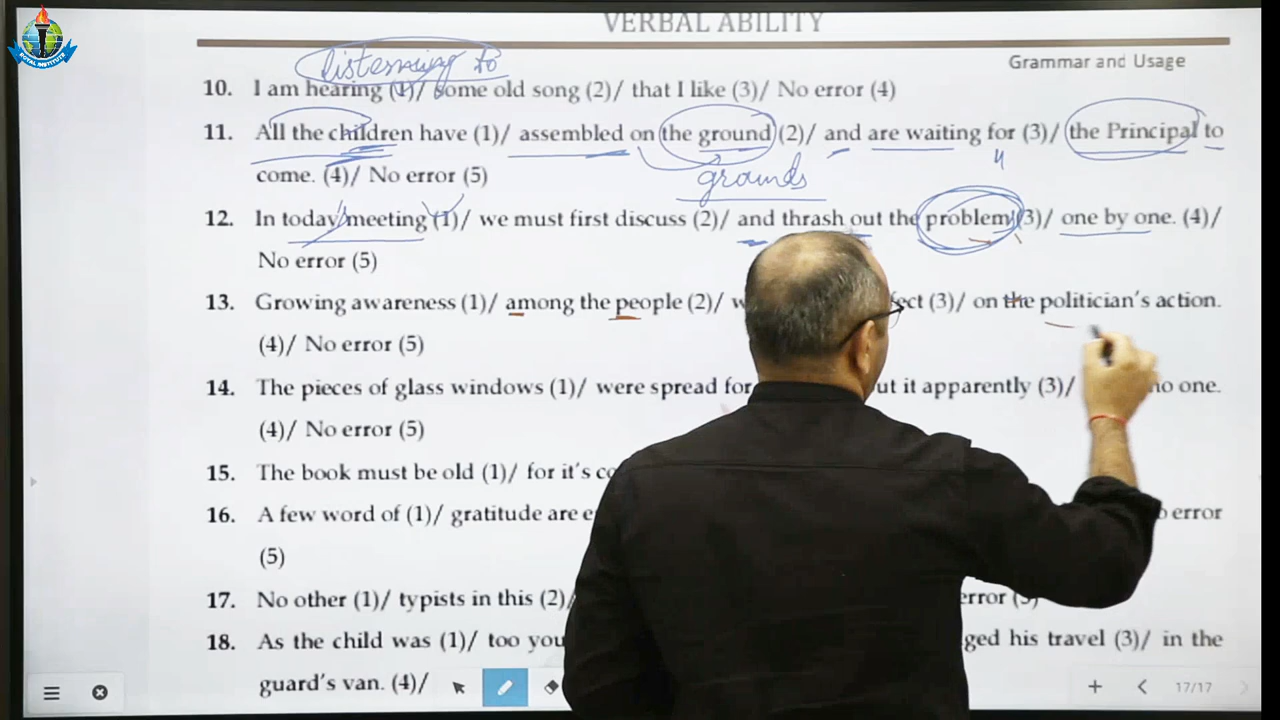 VERBAL ABILITY
Grammar and Usage
listening to
10. I am hearing (1)/ some old song (2)/ that I like (3)/ No error (4)
11. All the children have (1)/ assembled on the ground (2)/ and are waiting for (3)/ the Principal to
come. (4)/ No error (5)
grounds
12. In today's meeting (1)/ we must first discuss (2)/ and thrash out the problem (3)/ one by one. (4)/
No error (5)
13. Growing awareness (1)/ among the people (2)/ (3)/ on the politician's action.
(4)/ No error (5)
14. The pieces of glass windows (1)/ were spread it apparently (3)/ no one.
(4)/ No error (5)
15. The book must be old (1)/ for it's
16. A few word of (1)/ gratitude are error
(5)
17. No other (1)/ typists in this (2)/ error (5)
18. As the child was (1)/ too his travel (3)/ in the
guard's van. (4)/
17/17
ROYAL INSTITUTE